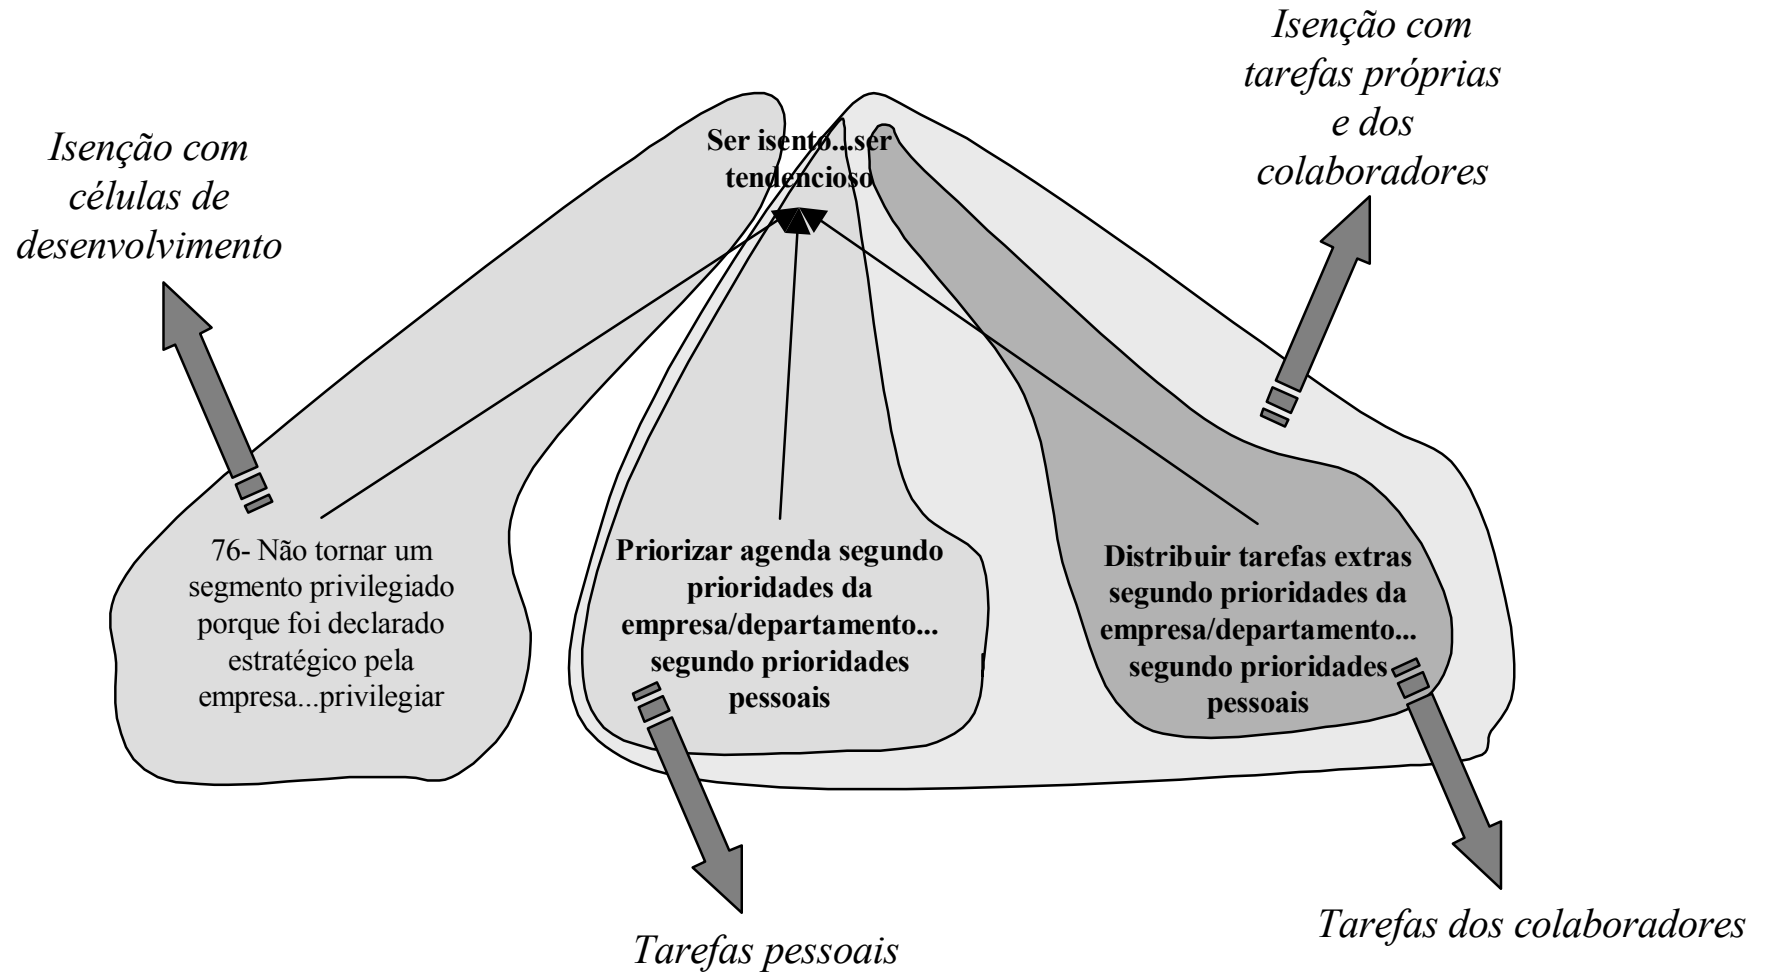 Isenção com
tarefas próprias
e dos
colaboradores
Isenção com
células de
desenvolvimento
Ser isento...ser
tendencioso
76- Não tornar um
segmento privilegiado
porque foi declarado
estratégico pela
empresa...privilegiar
Priorizar agenda segundo
prioridades da
empresa/departamento...
segundo prioridades
pessoais
Distribuir tarefas extras
segundo prioridades da
empresa/departamento...
segundo prioridades
pessoais
Tarefas pessoais
Tarefas dos colaboradores